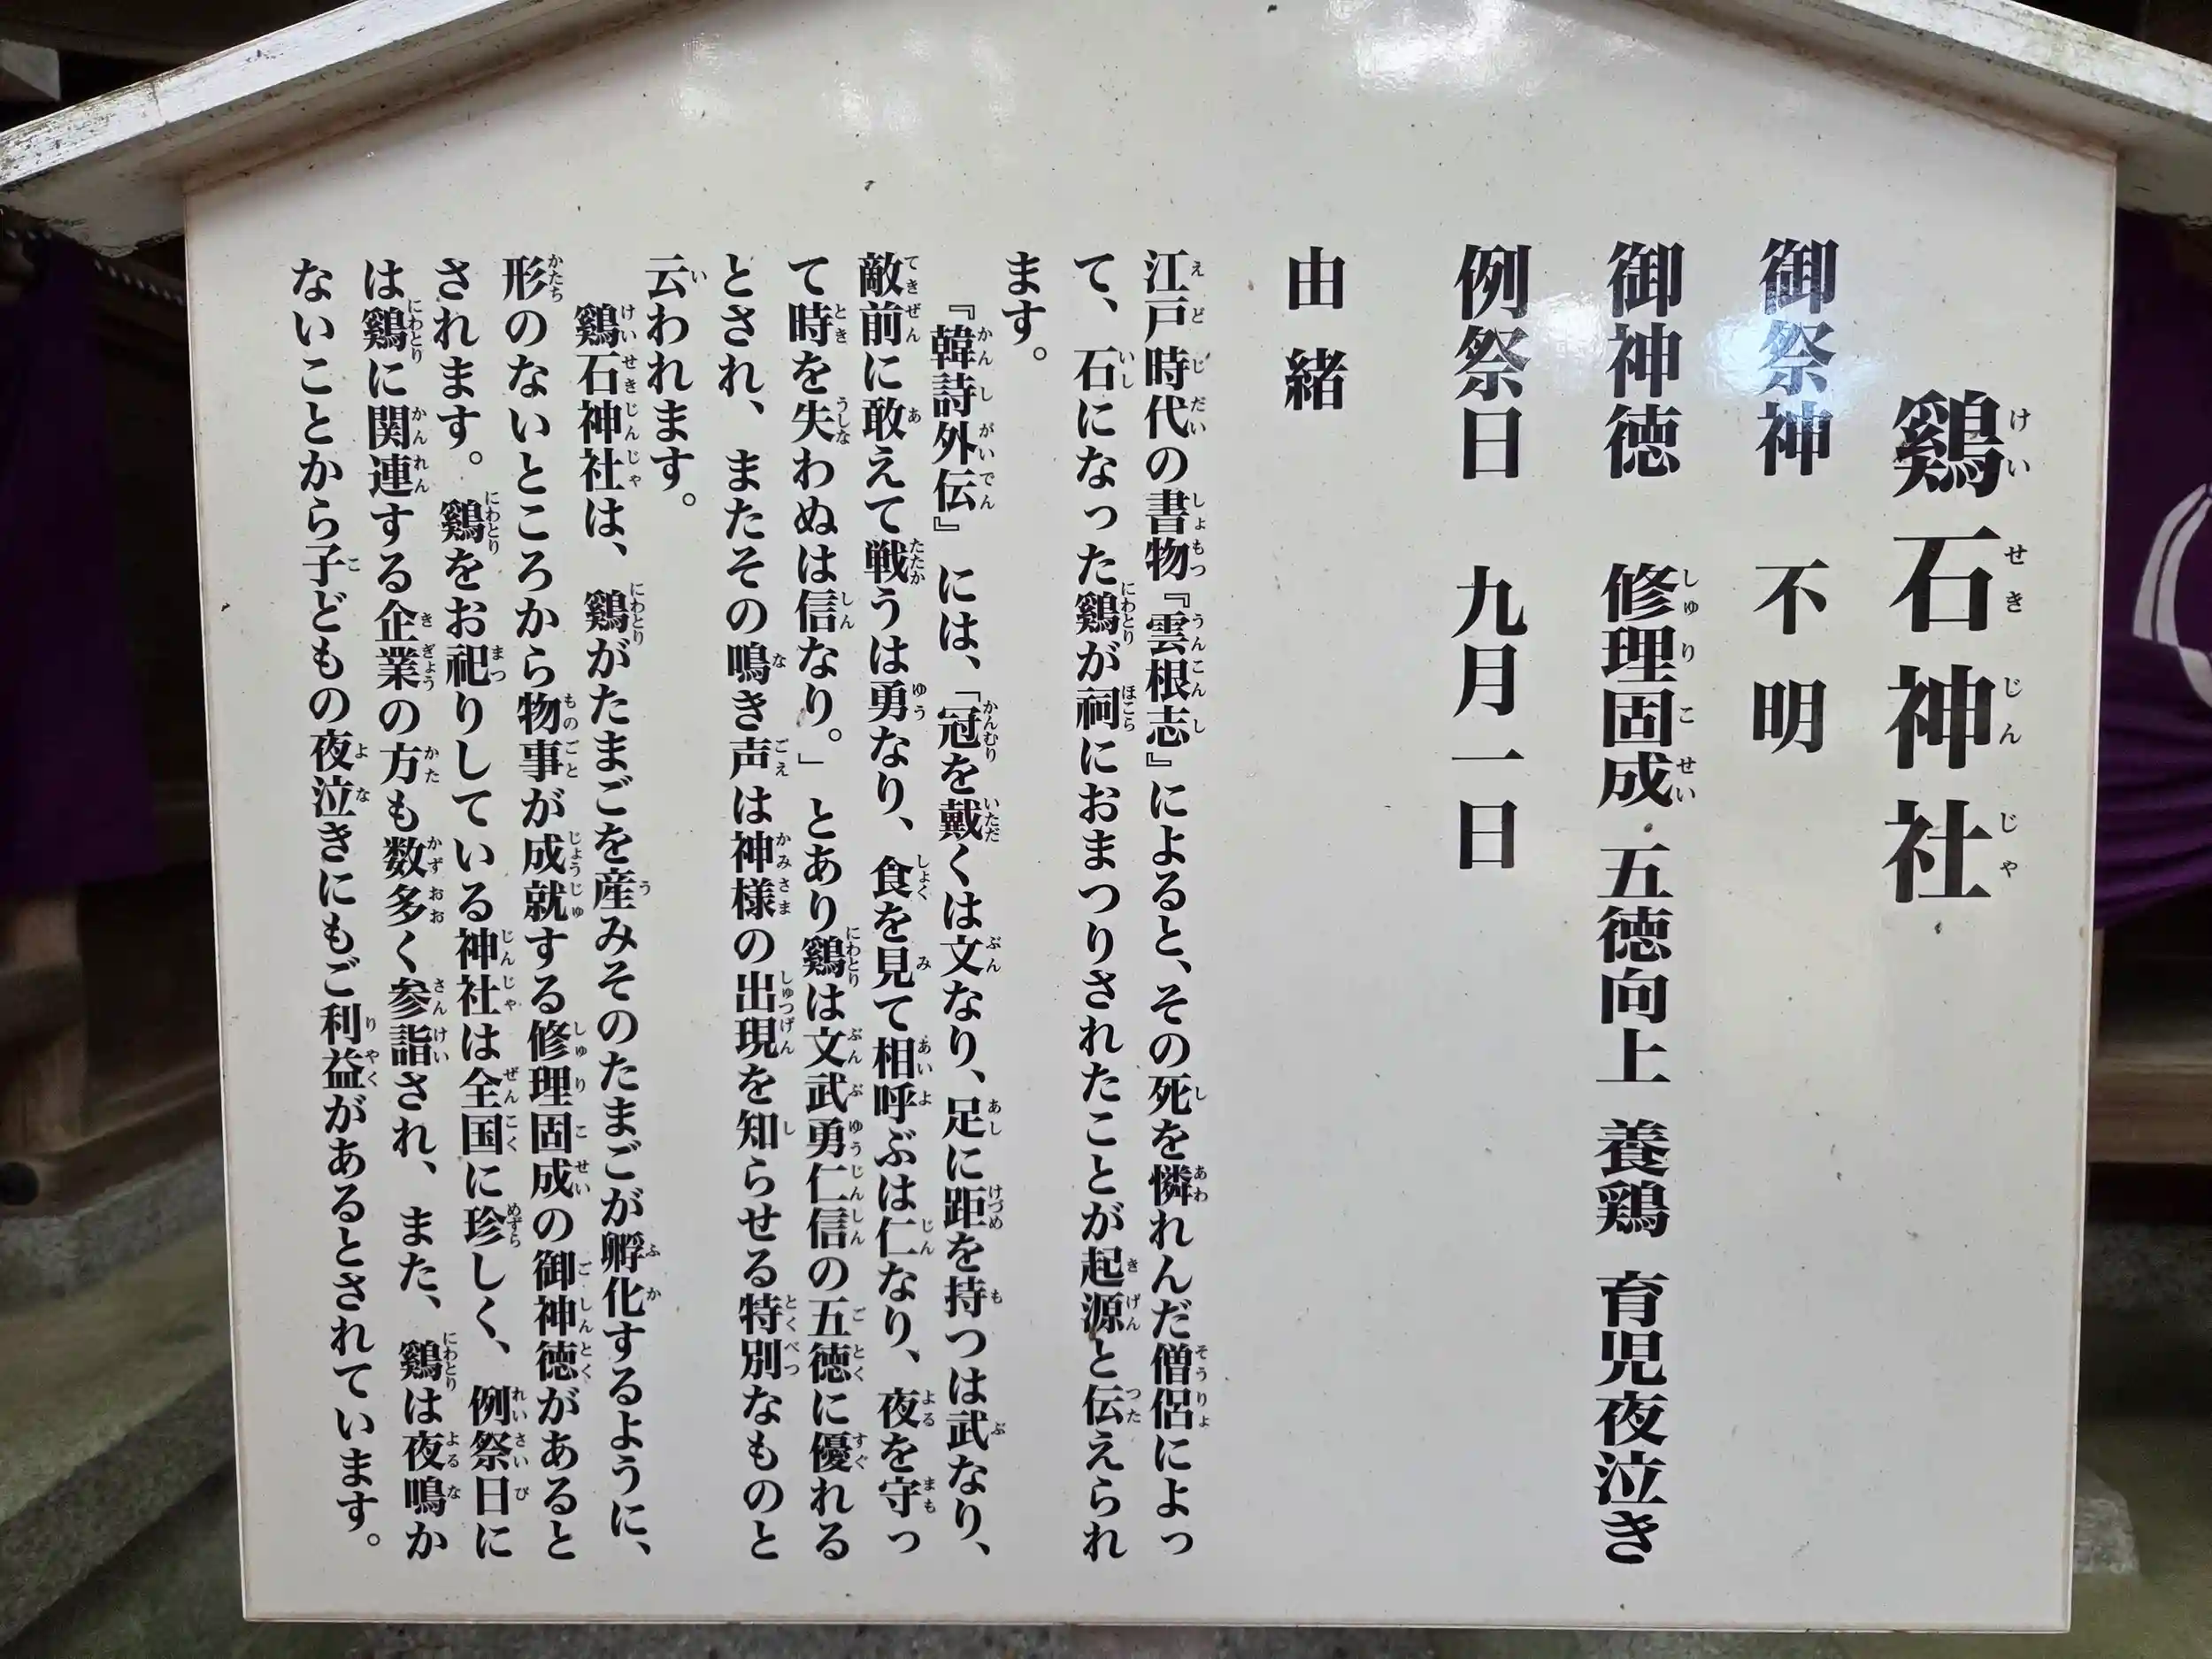 鷄石神社
御祭神 不明
御神徳 修理固成 五徳向上 養鶏 育児夜泣き
例祭日 九月一日
由緒
江戸時代の書物『雲根志』によると、その死を憐れんだ僧侶によっ
て、石になった鷄が祠におまつりされたことが起源と伝えられ
ます。
『韓詩外伝』には、「冠を戴くは文なり、足に距を持つは武なり、
敵前に敢えて戦うは勇なり、食を見て相呼ぶは仁なり、夜を守っ
て時を失わぬは信なり。」とあり鷄は文武勇仁信の五徳に優れる
とされ、またその鳴き声は神様の出現を知らせる特別なものと
云われます。
鷄石神社は、鷄がたまごを産みそのたまごが孵化するように、
形のないところから物事が成就する修理固成の御神徳があると
されます。鷄をお祀りしている神社は全国に珍しく、例祭日に
は鷄に関連する企業の方も数多く参詣され、また、鷄は夜鳴か
ないことから子どもの夜泣きにもご利益があるとされています。